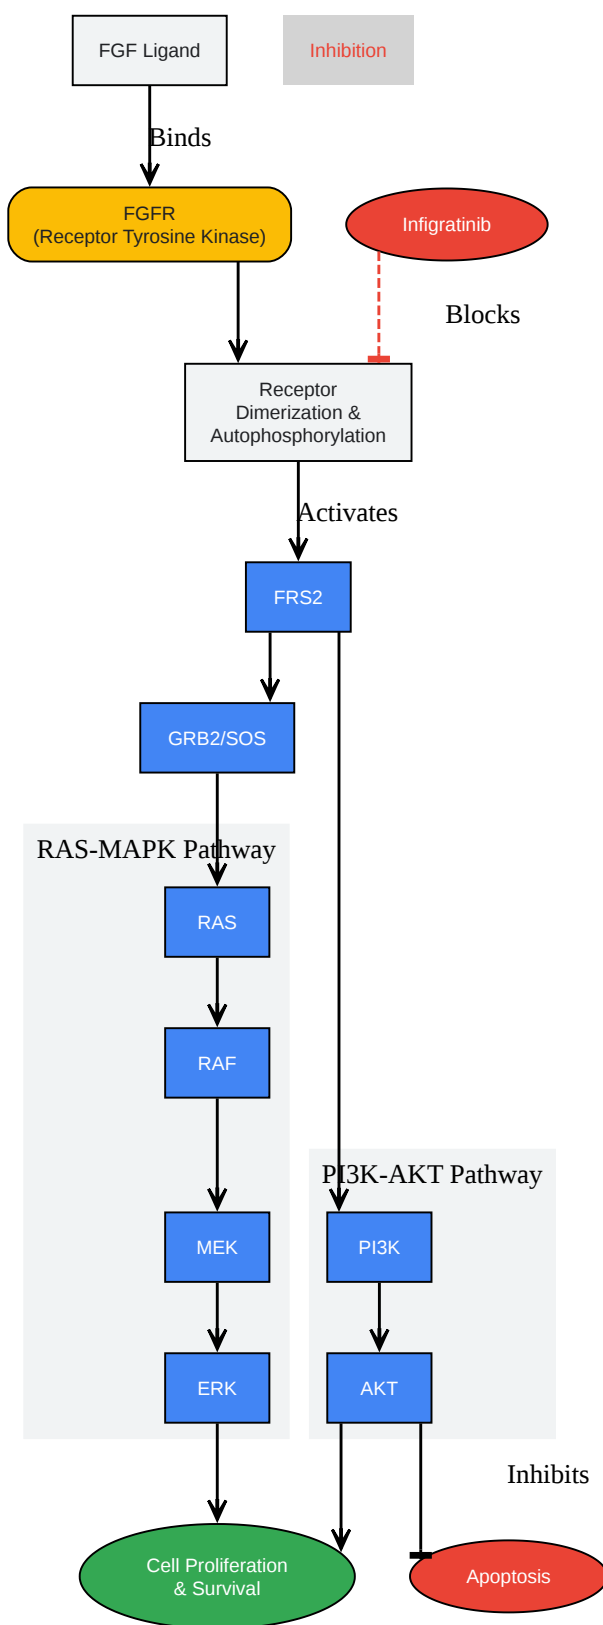 FGF Ligand
Inhibition
Binds
FGFR
(Receptor Tyrosine Kinase)
Infigratinib
Blocks
Receptor
Dimerization &
Autophosphorylation
Activates
FRS2
GRB2/SOS
RAS-MAPK Pathway
RAS
RAF
PI3K-AKT Pathway
MEK
PI3K
ERK
AKT
Inhibits
Cell Proliferation
& Survival
Apoptosis